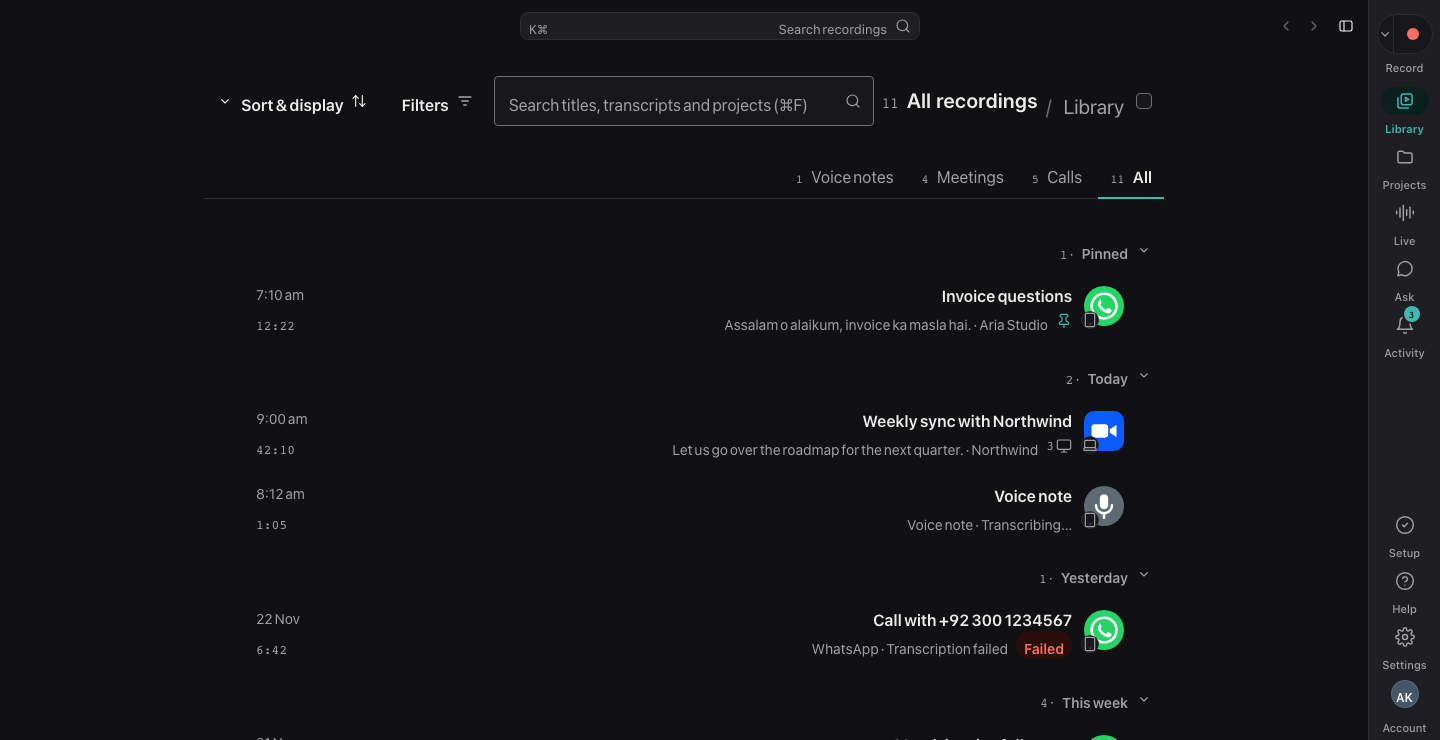 K⌘ Search recordings
Record
Sort & display Filters Search titles, transcripts and projects (⌘F) 11 All recordings / Library
Library
1 Voice notes 4 Meetings 5 Calls 11 All
Projects
Live
1 · Pinned
Ask
7:10 am Invoice questions
12:22 Assalam o alaikum, invoice ka masla hai. · Aria Studio
3
Activity
2 · Today
9:00 am Weekly sync with Northwind
42:10 Let us go over the roadmap for the next quarter. · Northwind 3
8:12 am Voice note
1:05 Voice note · Transcribing...
Setup
1 · Yesterday
Help
22 Nov Call with +92 300 1234567
6:42 WhatsApp · Transcription failed Failed
Settings
AK
4 · This week
Account